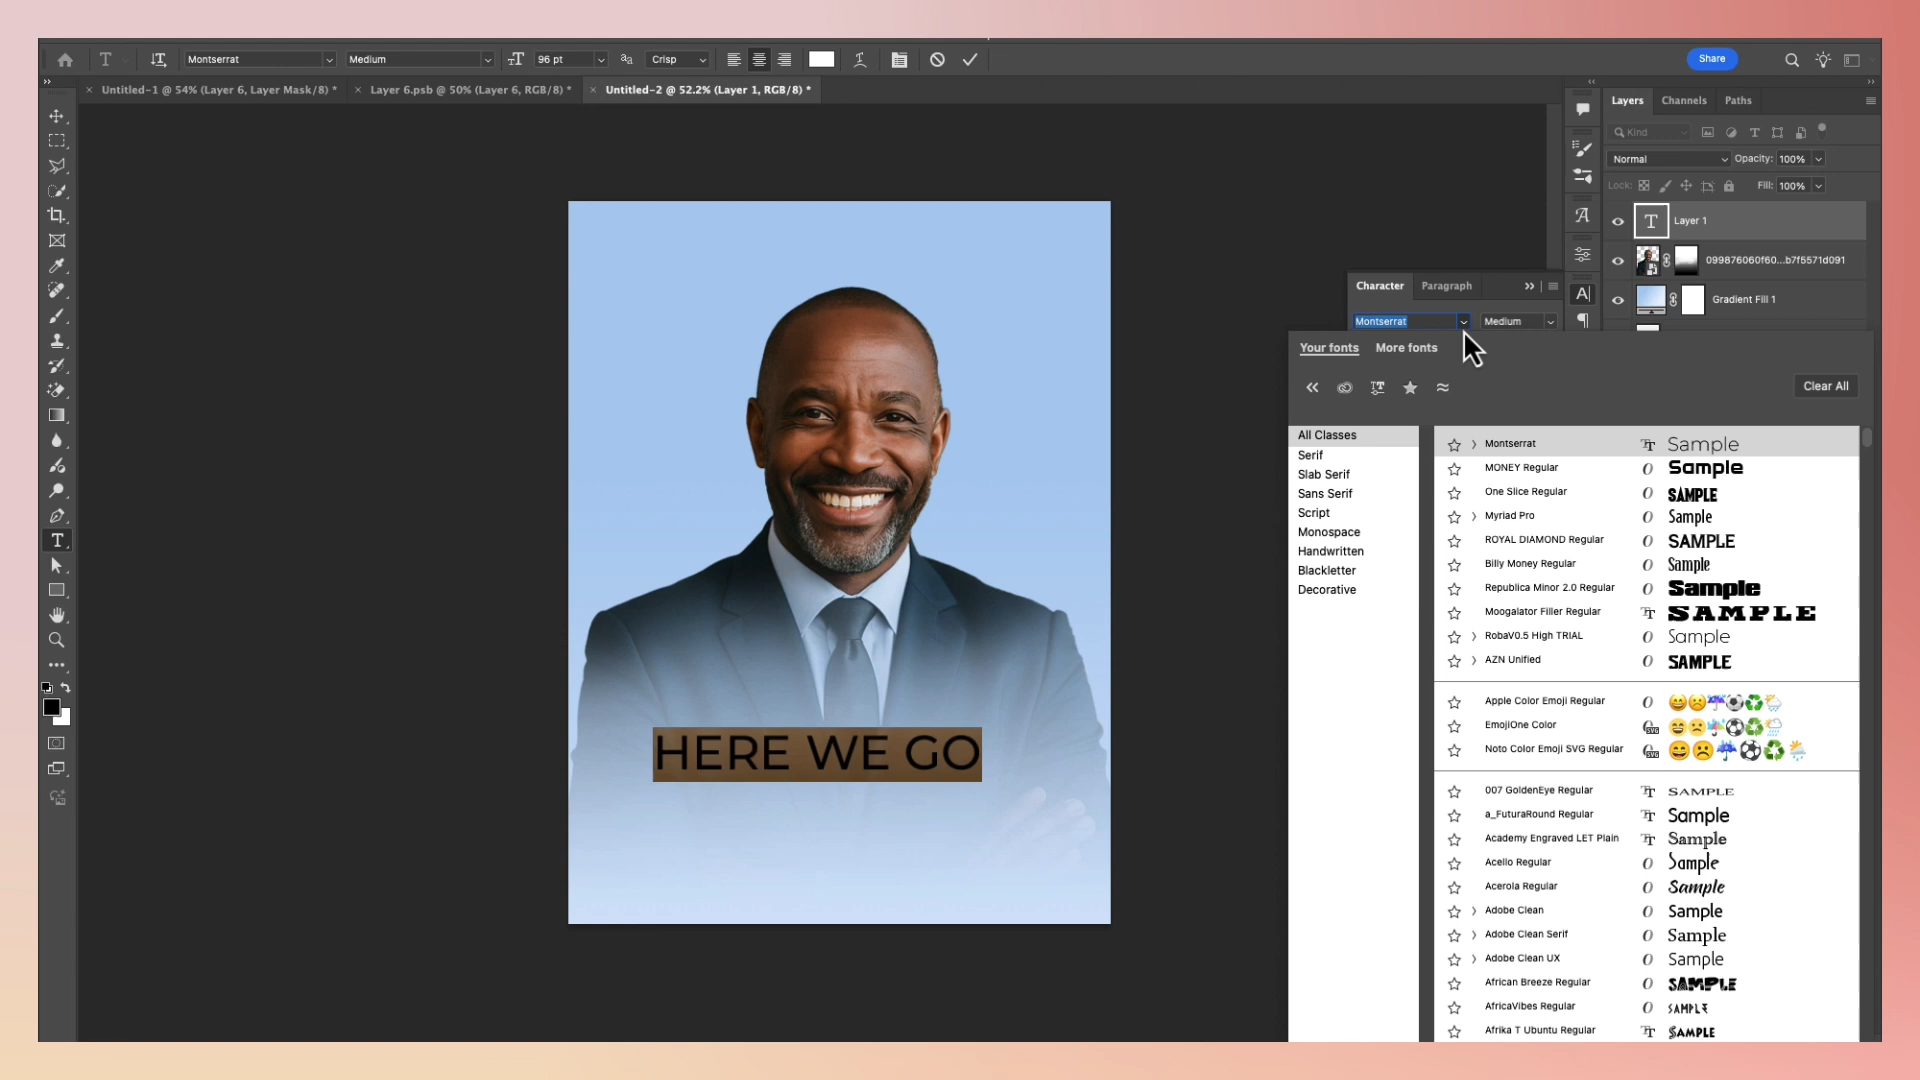 Montserrat Medium 96 pt Crisp Share
Untitled-1 @ 54% (Layer 6, Layer Mask/8) * Layer 6.psb @ 50% (Layer 6, RGB/8) * Untitled-2 @ 52.2% (Layer 1, RGB/8) *
Layers Channels Paths
Kind
Normal Opacity: 100%
Lock: Fill: 100%
Layer 1
099876060f60...b7f5571d091
Gradient Fill 1
Character Paragraph
Montserrat Medium
Your fonts More fonts
Clear All
All Classes
Serif
Slab Serif
Sans Serif
Script
Monospace
Handwritten
Blackletter
Decorative
Montserrat Sample
MONEY Regular Sample
One Slice Regular SAMPLE
Myriad Pro Sample
ROYAL DIAMOND Regular SAMPLE
Billy Money Regular Sample
Republica Minor 2.0 Regular Sample
Moogalator Filler Regular SAMPLE
RobaV0.5 High TRIAL Sample
AZN Unified SAMPLE
Apple Color Emoji Regular
EmojiOne Color
Noto Color Emoji SVG Regular
007 GoldenEye Regular SAMPLE
a_FuturaRound Regular Sample
Academy Engraved LET Plain Sample
Acello Regular Sample
Acerola Regular Sample
Adobe Clean Sample
Adobe Clean Serif Sample
Adobe Clean UX Sample
African Breeze Regular SAMPLE
AfricaVibes Regular SAMPLE
Afrika T Ubuntu Regular SAMPLE
HERE WE GO